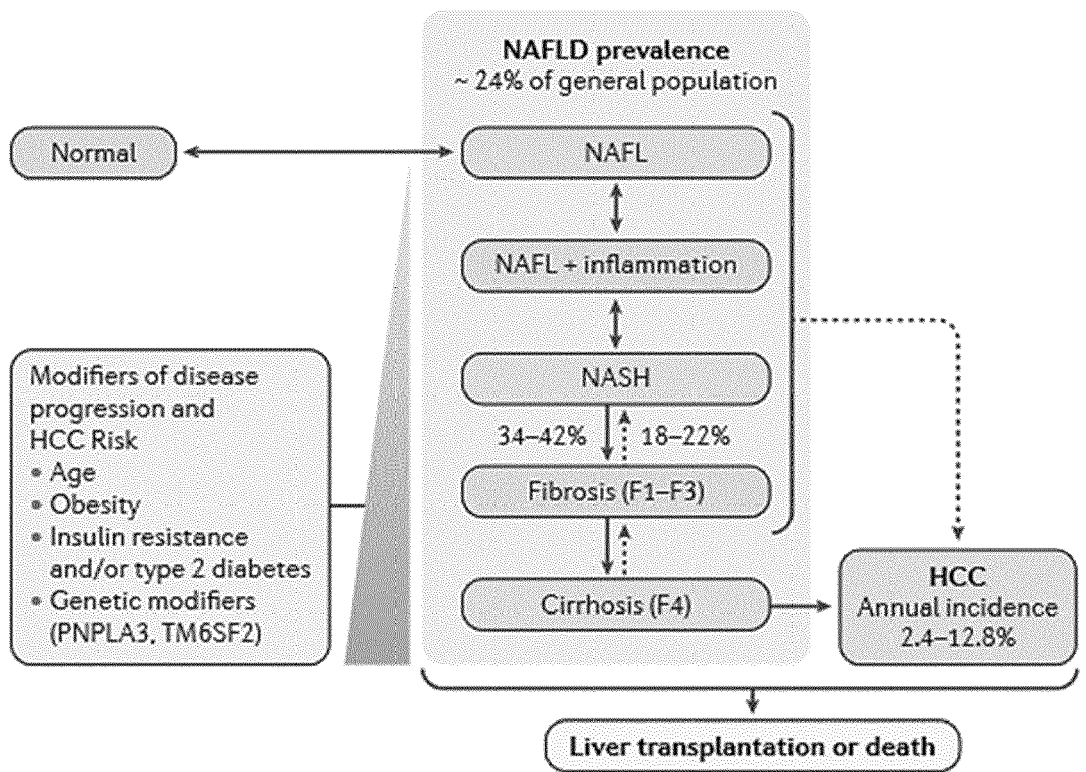 NAFLD prevalence
~ 24% of general population
Normal
NAFL
NAFL + inflammation
NASH
34–42%
18–22%
Fibrosis (F1–F3)
Cirrhosis (F4)
Modifiers of disease
progression and
HCC Risk
• Age
• Obesity
• Insulin resistance
and/or type 2 diabetes
• Genetic modifiers
(PNPLA3, TM6SF2)
HCC
Annual incidence
2.4–12.8%
Liver transplantation or death